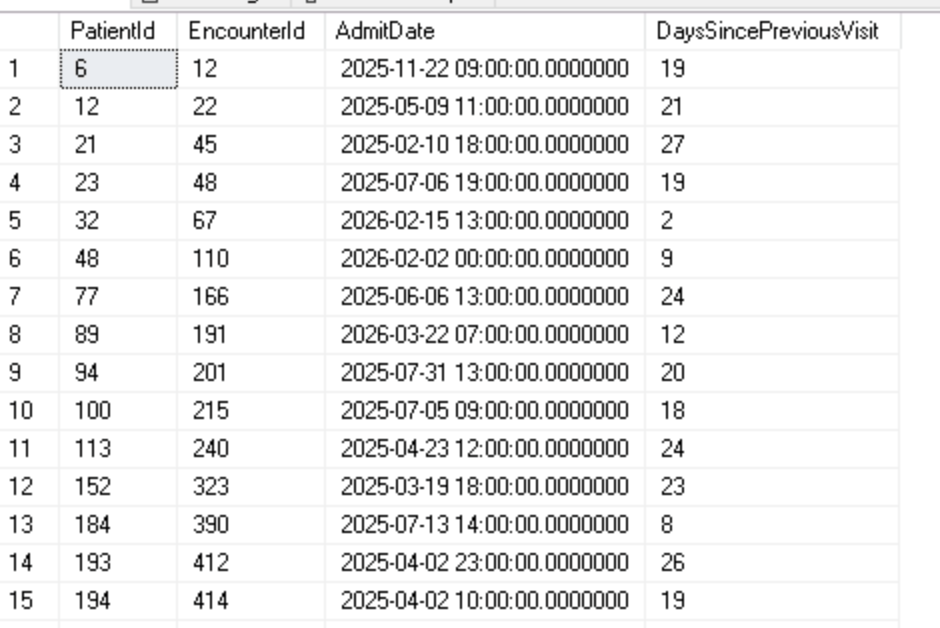 PatientId EncounterId AdmitDate DaysSincePreviousVisit
1 6 12 2025-11-22 09:00:00.0000000 19
2 12 22 2025-05-09 11:00:00.0000000 21
3 21 45 2025-02-10 18:00:00.0000000 27
4 23 48 2025-07-06 19:00:00.0000000 19
5 32 67 2026-02-15 13:00:00.0000000 2
6 48 110 2026-02-02 00:00:00.0000000 9
7 77 166 2025-06-06 13:00:00.0000000 24
8 89 191 2026-03-22 07:00:00.0000000 12
9 94 201 2025-07-31 13:00:00.0000000 20
10 100 215 2025-07-05 09:00:00.0000000 18
11 113 240 2025-04-23 12:00:00.0000000 24
12 152 323 2025-03-19 18:00:00.0000000 23
13 184 390 2025-07-13 14:00:00.0000000 8
14 193 412 2025-04-02 23:00:00.0000000 26
15 194 414 2025-04-02 10:00:00.0000000 19